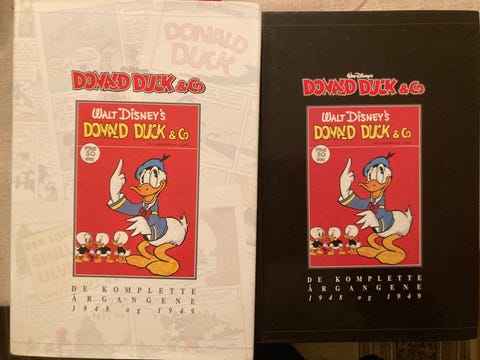 DONALD DUCK
DONALD DUCK & Co
WALT DISNEY'S
DONALD DUCK & Co
PRIS
50
ØRE
DE KOMPLETTE
ÅRGANGENE
1948 og 1949
Walt Disney's
DONALD DUCK & Co
WALT DISNEY'S
DONALD DUCK & Co
PRIS
50
ØRE
DE KOMPLETTE
ÅRGANGENE
1948 og 1949